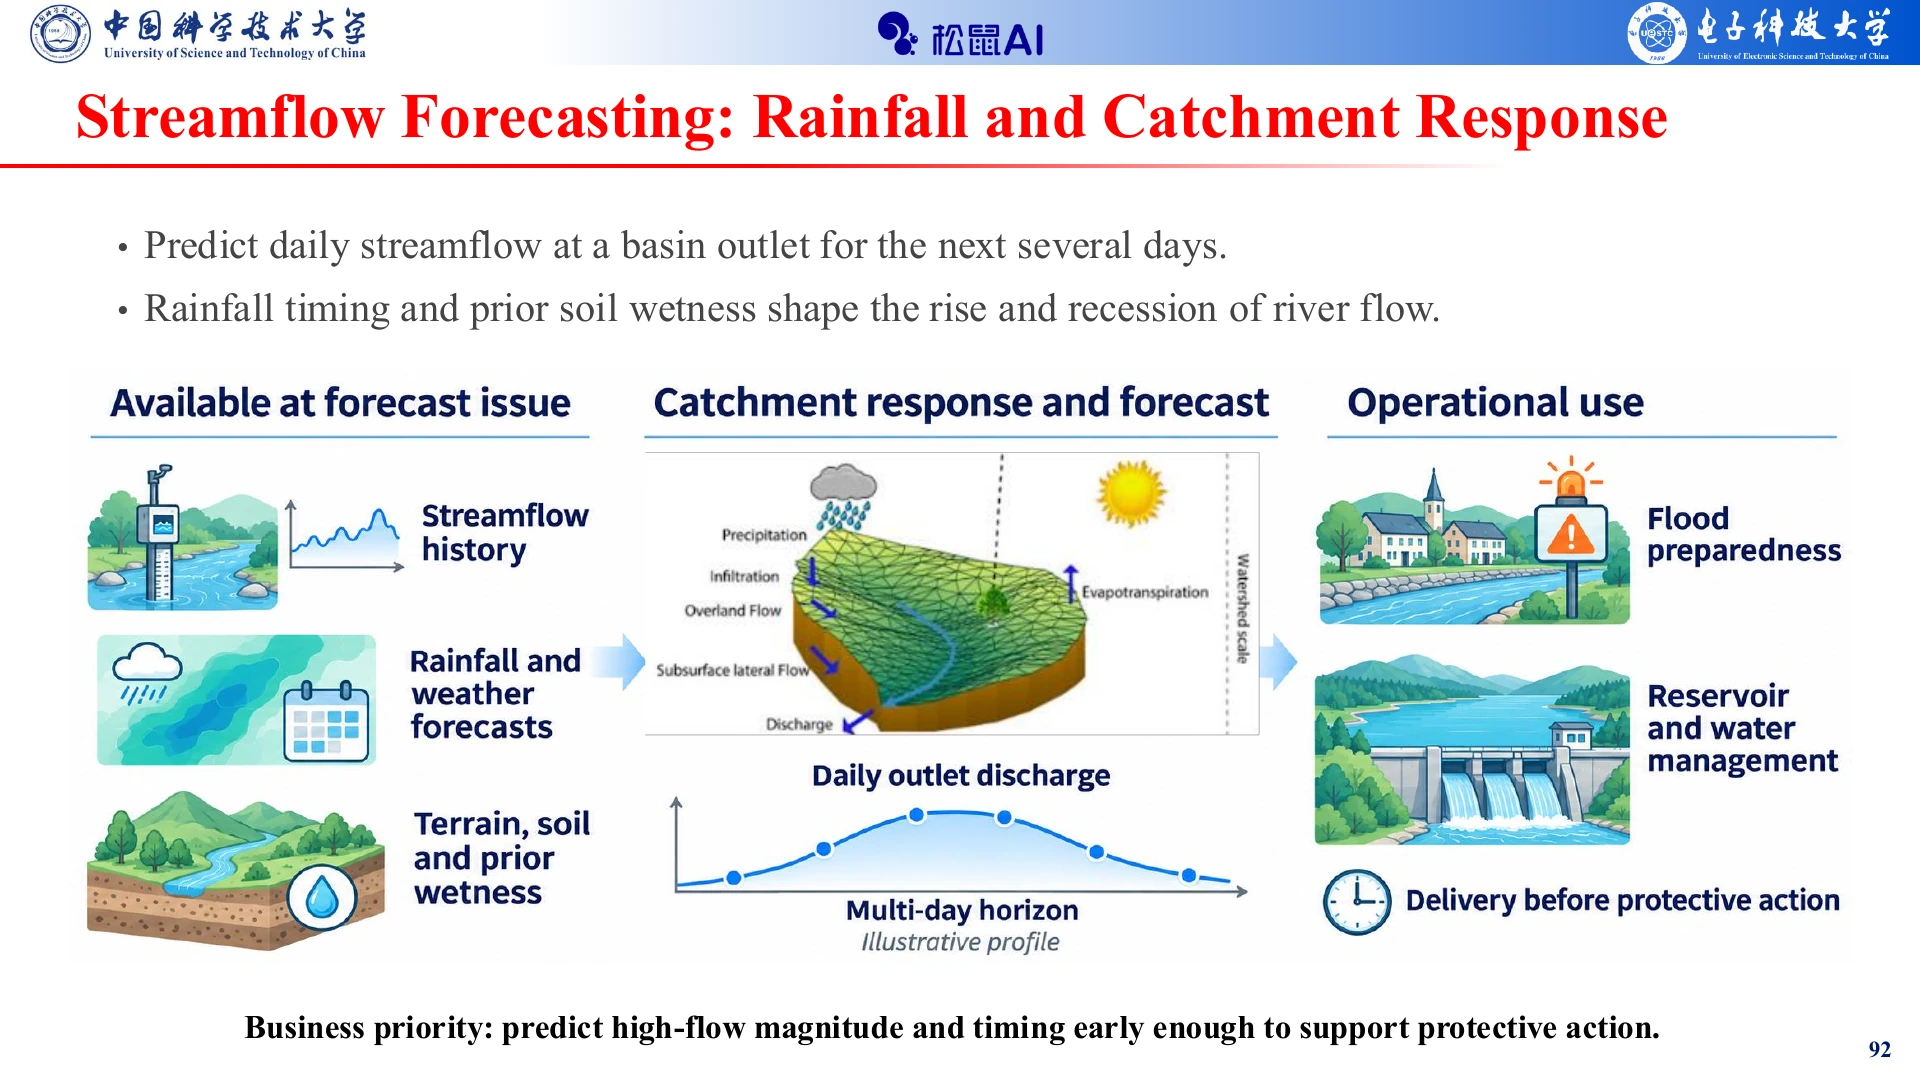 中国科学技术大学
University of Science and Technology of China
松鼠AI
电子科技大学
University of Electronic Science and Technology of China
Streamflow Forecasting: Rainfall and Catchment Response
• Predict daily streamflow at a basin outlet for the next several days.
• Rainfall timing and prior soil wetness shape the rise and recession of river flow.
Available at forecast issue
Streamflow
history
Rainfall and
weather
forecasts
Terrain, soil
and prior
wetness
Catchment response and forecast
Precipitation
Infiltration
Overland Flow
Subsurface lateral Flow
Discharge
Evapotranspiration
Watershed scale
Daily outlet discharge
Multi-day horizon
Illustrative profile
Operational use
Flood
preparedness
Reservoir
and water
management
Delivery before protective action
Business priority: predict high-flow magnitude and timing early enough to support protective action.
92